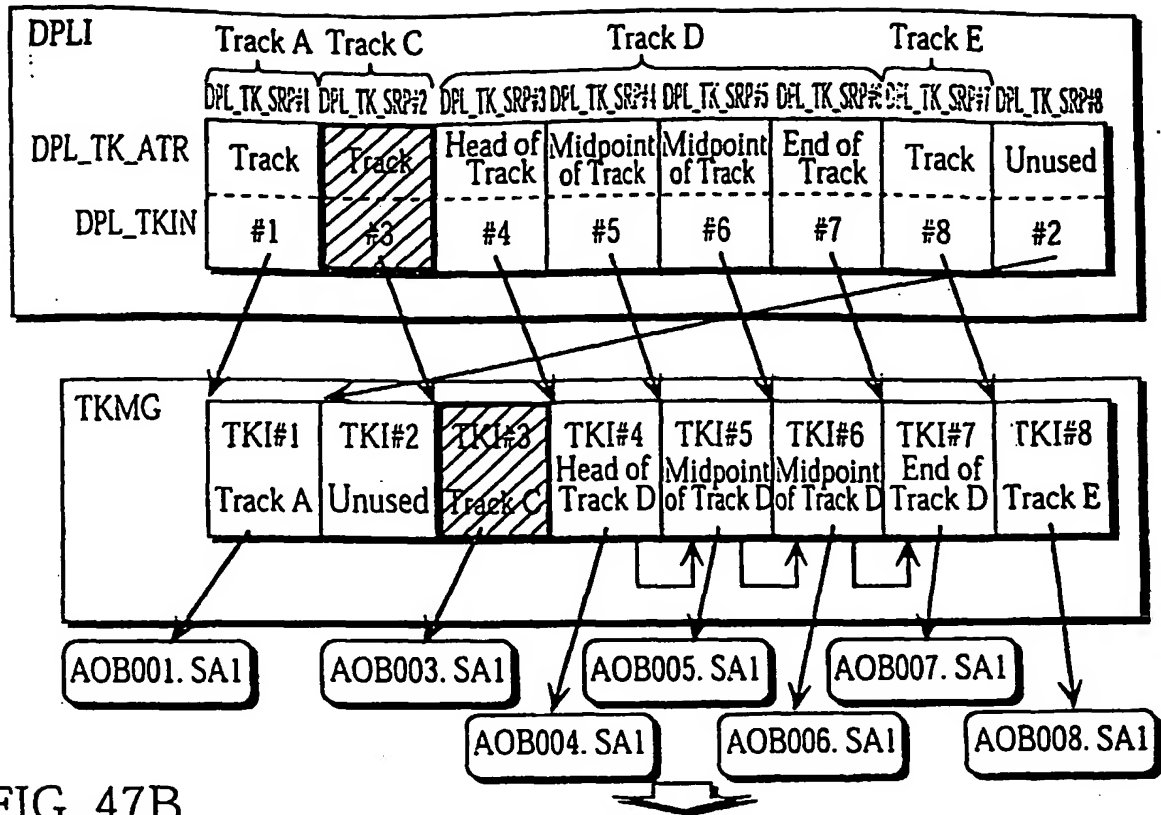 DPLI
Track A Track C Track D Track E
DPL_TK_SRP#1 DPL_TK_SRP#2 DPL_TK_SRP#3 DPL_TK_SRP#4 DPL_TK_SRP#5 DPL_TK_SRP#6 DPL_TK_SRP#7 DPL_TK_SRP#8
DPL_TK_ATR
Track
Track
Head of
Track
Midpoint
of Track
Midpoint
of Track
End of
Track
Track
Unused
DPL_TKIN
#1 #3 #4 #5 #6 #7 #8 #2
TKMG
TKI#1
Track A
TKI#2
Unused
TKI#3
Track C
TKI#4
Head of
Track D
TKI#5
Midpoint
of Track D
TKI#6
Midpoint
of Track D
TKI#7
End of
Track D
TKI#8
Track E
AOB001. SA1 AOB003. SA1 AOB005. SA1 AOB007. SA1
AOB004. SA1 AOB006. SA1 AOB008. SA1
FIG. 47B